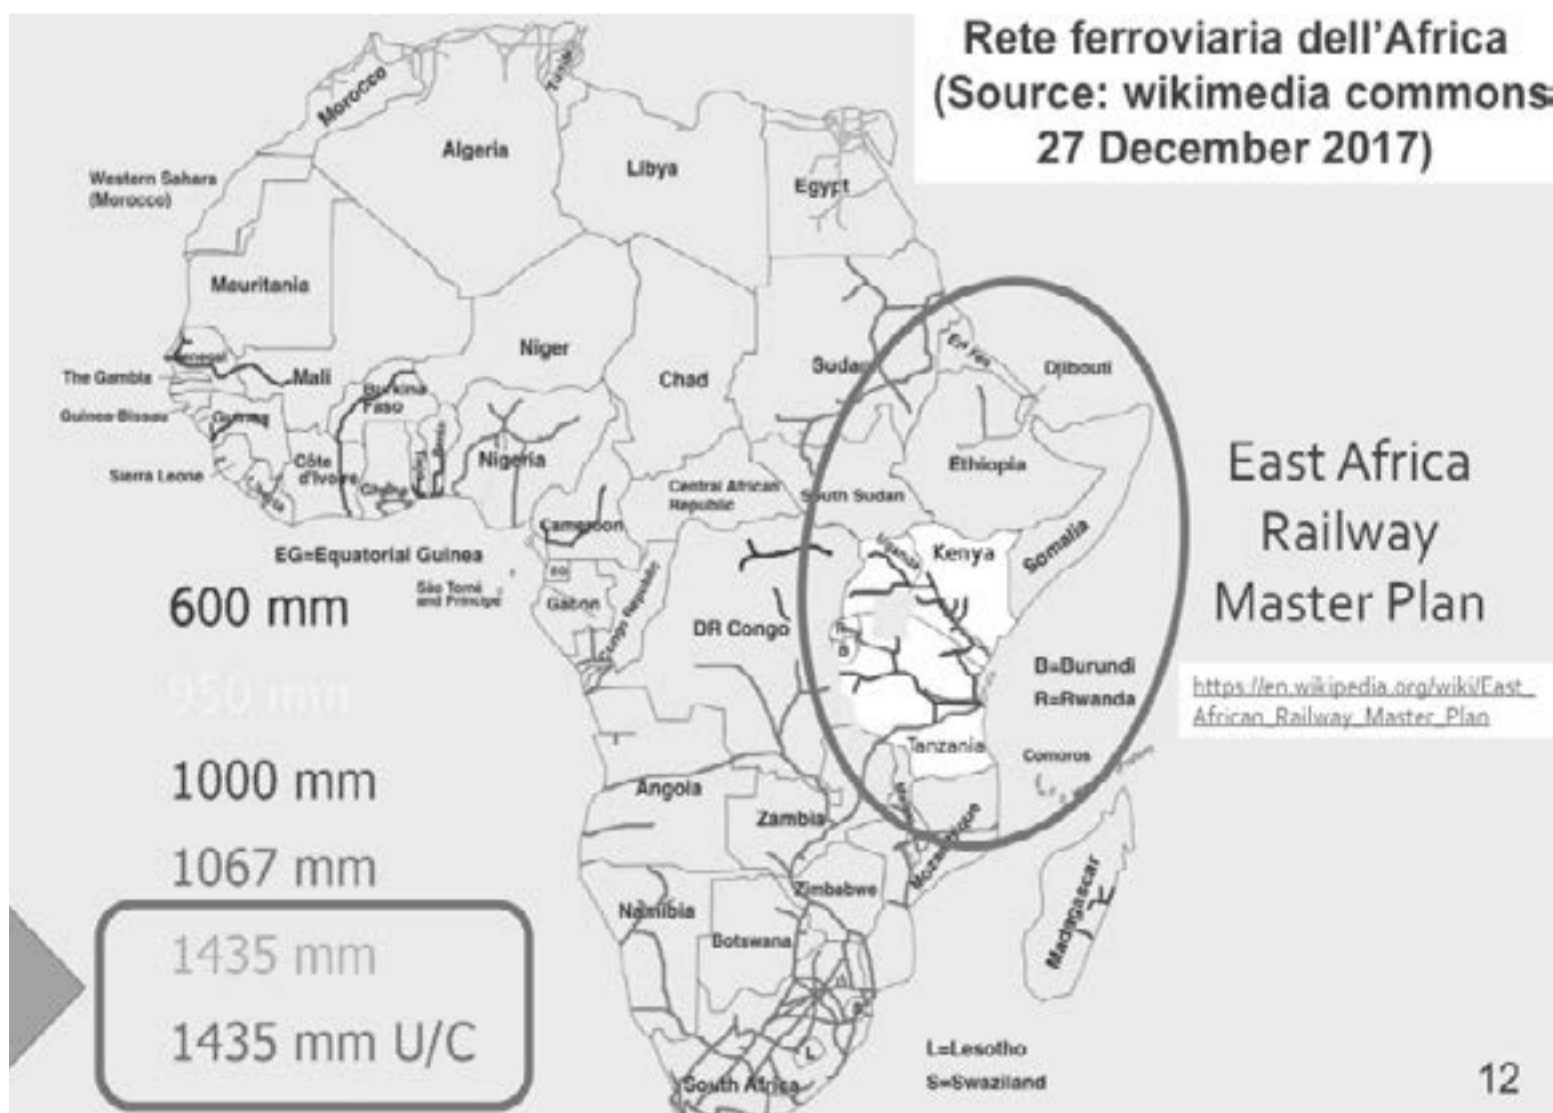 Rete ferroviaria dell'Africa
(Source: wikimedia commons
27 December 2017)
Morocco
Algeria
Libya
Egypt
Western Sahara
(Morocco)
Mauritania
Mali
Niger
Chad
Sudan
Djibouti
The Gambia
Guinea-Bissau
Sierra Leone
Burkina
Faso
Côte
d'Ivoire
Nigeria
Cameroon
Central African
Republic
South Sudan
Ethiopia
Somalia
EG=Equatorial Guinea
São Tomé
and Principe
EG
Gabon
Congo Republic
DR Congo
Uganda
Kenya
R
B
Tanzania
East Africa
Railway
Master Plan
B=Burundi
R=Rwanda
https://en.wikipedia.org/wiki/East_
African_Railway_Master_Plan
Comoros
600 mm
950 mm
1000 mm
1067 mm
1435 mm
1435 mm U/C
Angola
Zambia
Mozambique
Zimbabwe
Namibia
Botswana
Madagascar
South Africa
L
L=Lesotho
S=Swaziland
12